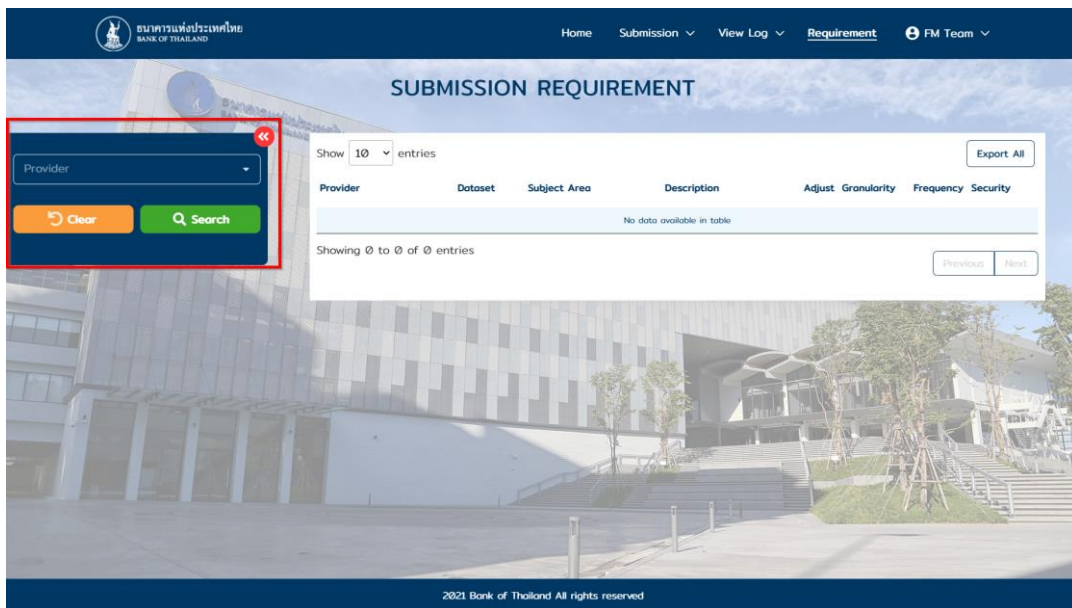 ธนาคารแห่งประเทศไทย
BANK OF THAILAND
Home Submission View Log Requirement FM Team
SUBMISSION REQUIREMENT
Provider
Clear Search
Show 10 entries
Export All
Provider Dataset Subject Area Description Adjust Granularity Frequency Security
No data available in table
Showing 0 to 0 of 0 entries
Previous Next
2021 Bank of Thailand All rights reserved